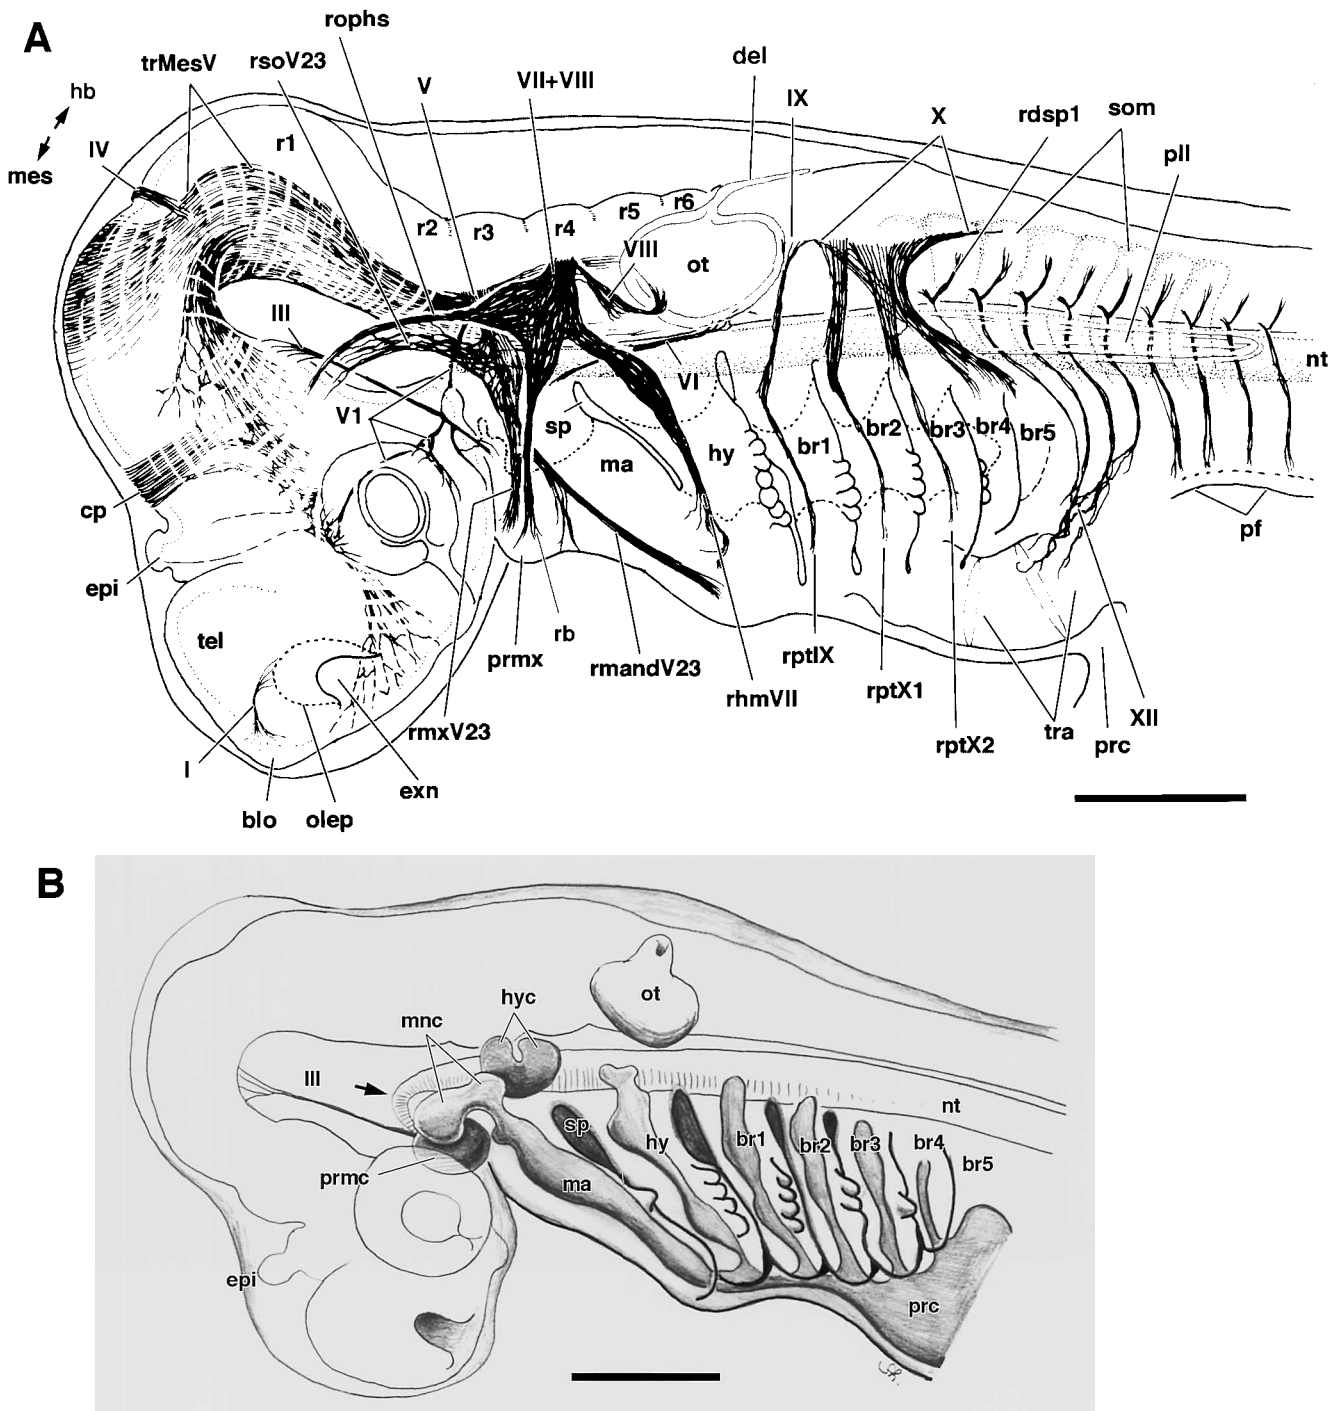 A
rophs
trMesV
rsoV23
del
V
VII+VIII
IX
X
rdsp1
som
hb
IV
r1
pll
mes
r2
r3
r4
r5
r6
VIII
ot
III
nt
VI
V1
sp
ma
hy
br1
br2
br3
br4
br5
cp
pf
epi
tel
prmx
rb
rmandV23
rptIX
rhmVII
rptX1
rmxV23
rptX2
tra
XII
prc
I
exn
blo
olep
B
hyc
ot
mnc
III
nt
sp
hy
br1
br2
br3
br4
br5
prmc
ma
epi
prc